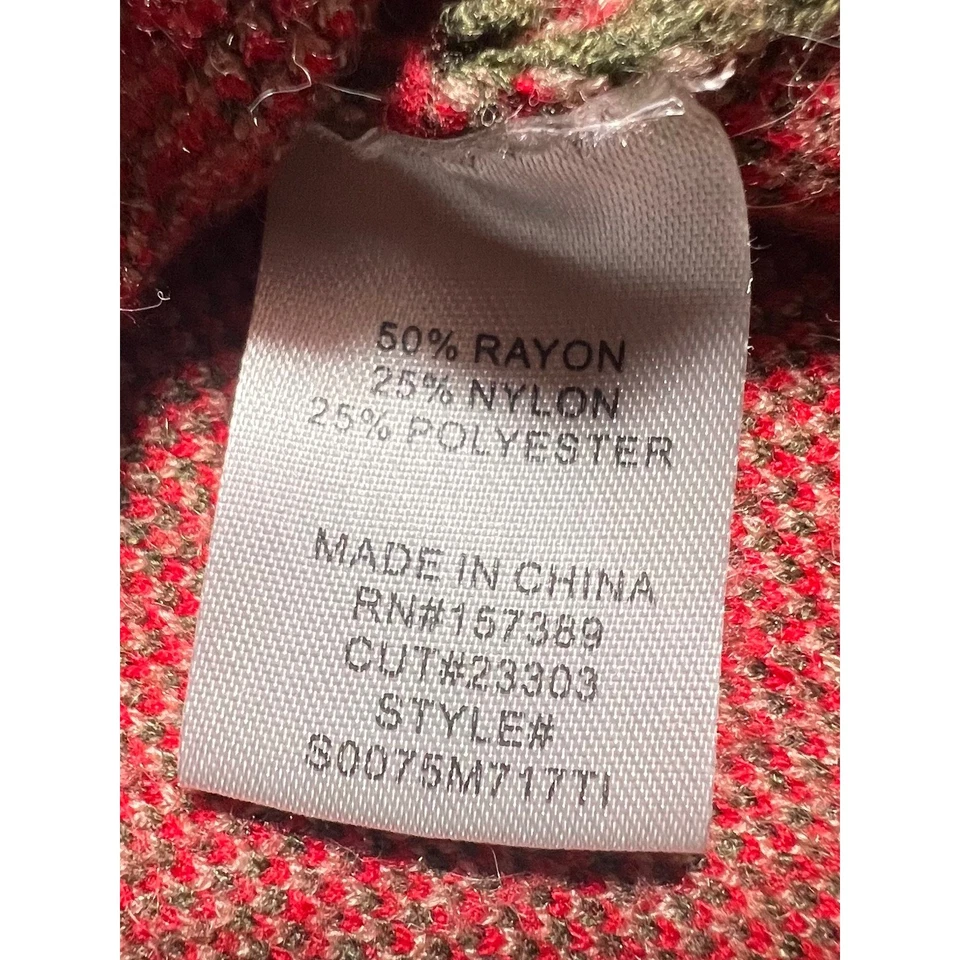 50% RAYON
25% NYLON
25% POLYESTER
MADE IN CHINA
RN#157389
CUT#23303
STYLE#
S0075M717TI